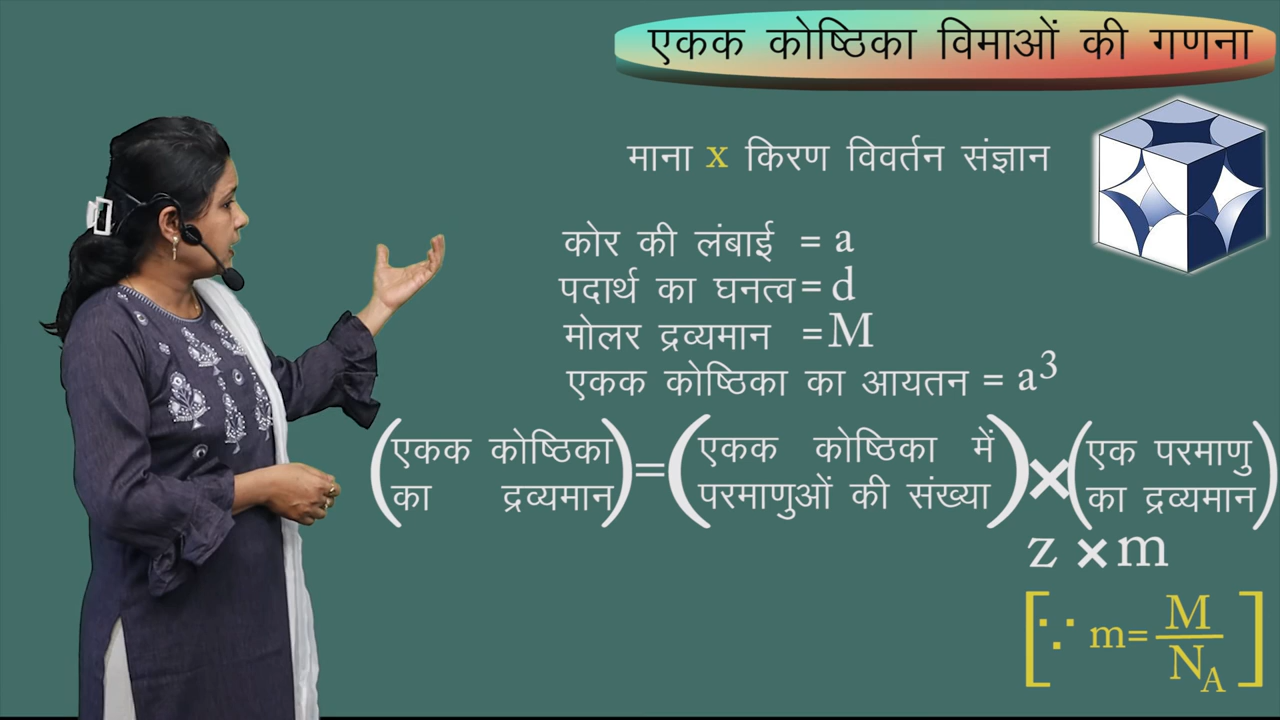 एकक कोष्ठिका विमाओं की गणना
माना x किरण विवर्तन संज्ञान
कोर की लंबाई = a
पदार्थ का घनत्व = d
मोलर द्रव्यमान = M
एकक कोष्ठिका का आयतन = a³
(एकक कोष्ठिका का द्रव्यमान) = (एकक कोष्ठिका में परमाणुओं की संख्या) × (एक परमाणु का द्रव्यमान)
z × m
[∵ m = M/N_A]